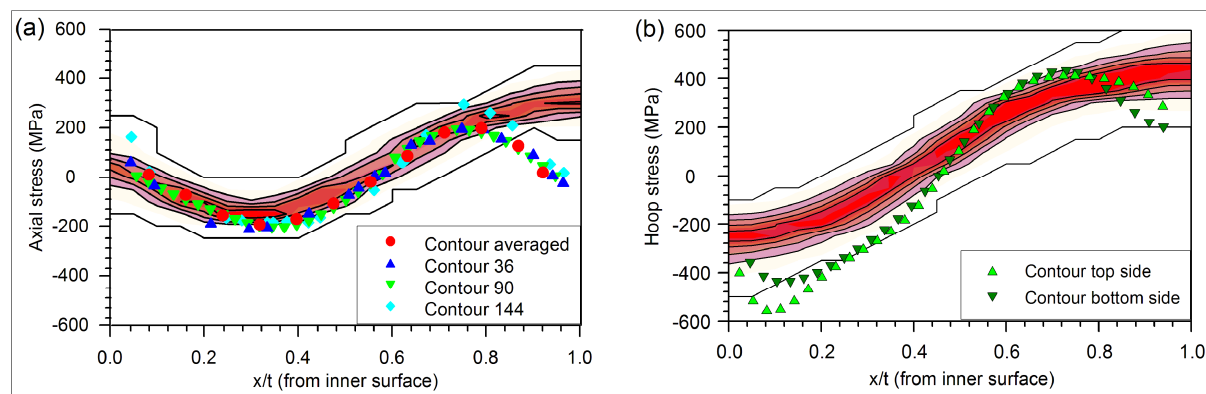 (a)
Axial stress (MPa)
600
400
200
0
-200
-400
-600
Contour averaged
Contour 36
Contour 90
Contour 144
0.0 0.2 0.4 0.6 0.8 1.0
x/t (from inner surface)
(b)
Hoop stress (MPa)
600
400
200
0
-200
-400
-600
Contour top side
Contour bottom side
0.0 0.2 0.4 0.6 0.8 1.0
x/t (from inner surface)